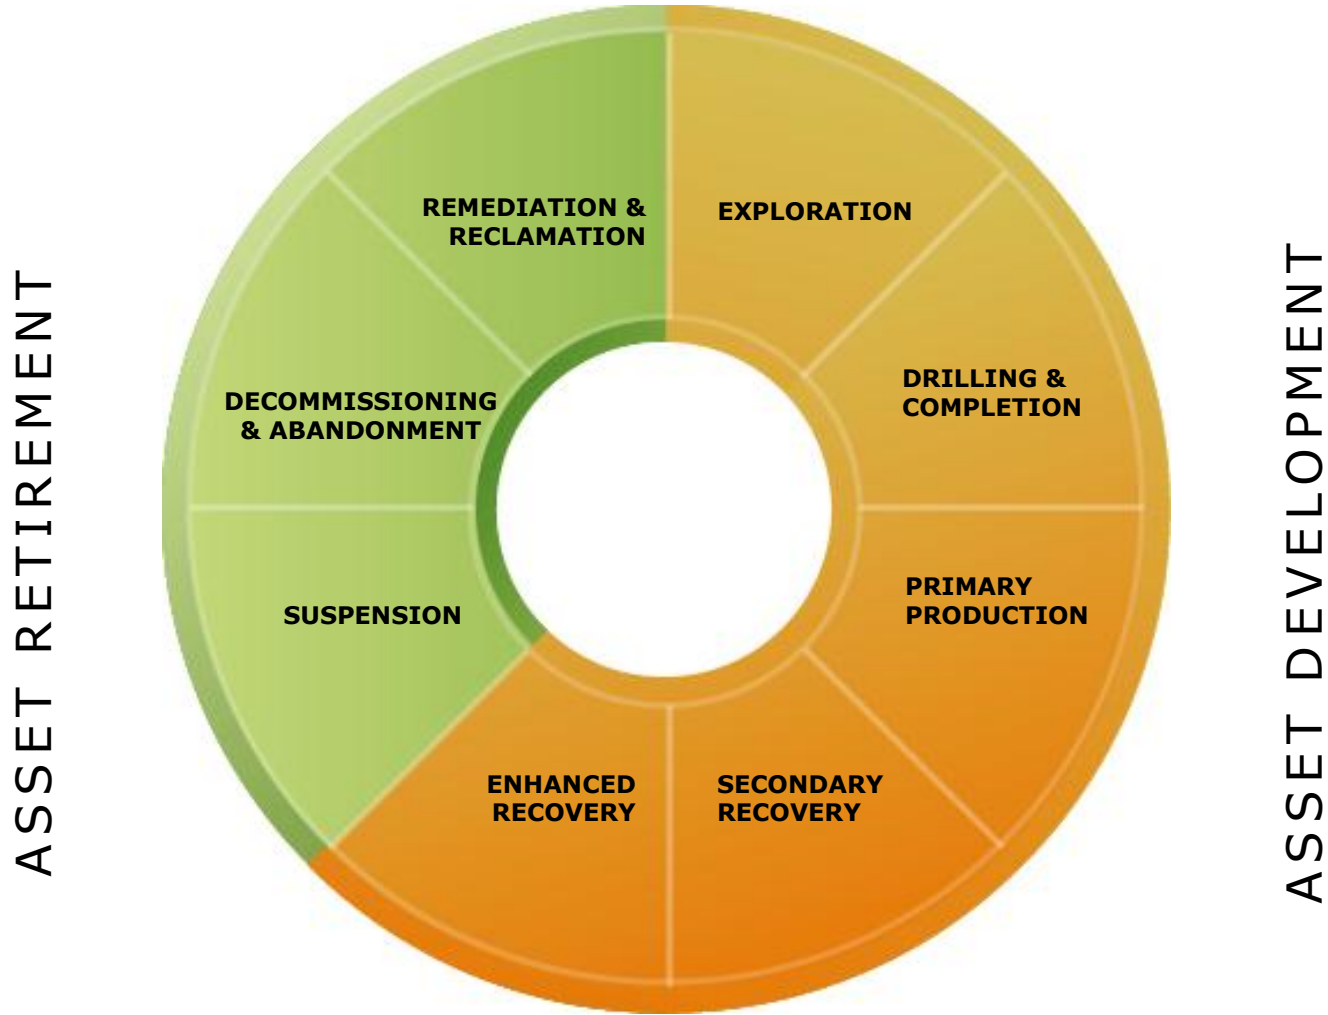 ASSET RETIREMENT
REMEDIATION &
RECLAMATION
EXPLORATION
DECOMMISSIONING
& ABANDONMENT
DRILLING &
COMPLETION
SUSPENSION
PRIMARY
PRODUCTION
ENHANCED
RECOVERY
SECONDARY
RECOVERY
ASSET DEVELOPMENT